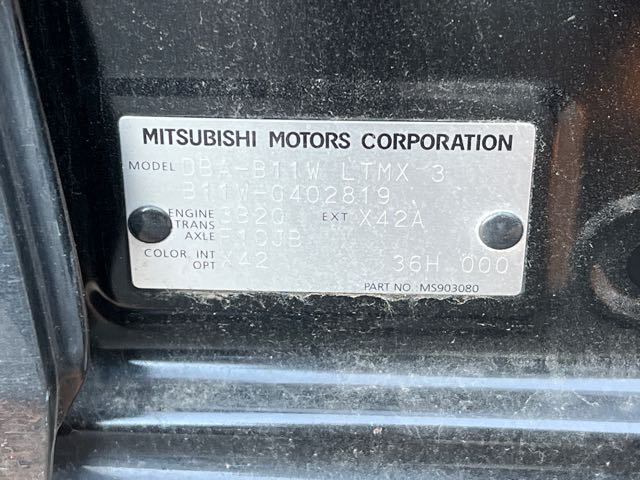 MITSUBISHI MOTORS CORPORATION
MODEL DBA-B11W LTMX 3
B11W-0402819
ENGINE 3B20 EXT X42A
TRANS
AXLE
COLOR INT X42 36H 000
OPT
PART NO. MS903080